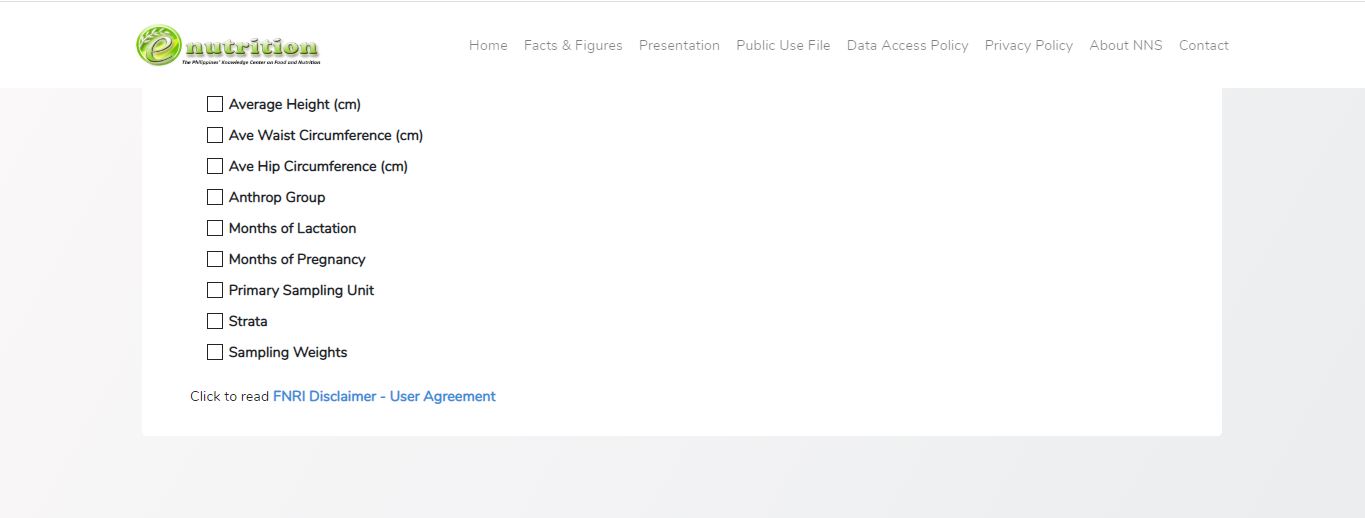 e nutrition
The Philippines' Knowledge Center on Food and Nutrition
Home Facts & Figures Presentation Public Use File Data Access Policy Privacy Policy About NNS Contact
Average Height (cm)
Ave Waist Circumference (cm)
Ave Hip Circumference (cm)
Anthrop Group
Months of Lactation
Months of Pregnancy
Primary Sampling Unit
Strata
Sampling Weights
Click to read FNRI Disclaimer - User Agreement